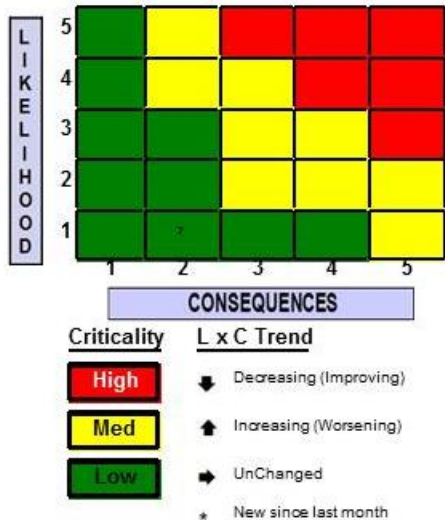 LIKELIHOOD
5
4
3
2
1
7
1 2 3 4 5
CONSEQUENCES
Criticality L x C Trend
High Decreasing (Improving)
Med Increasing (Worsening)
Low UnChanged
* New since last month